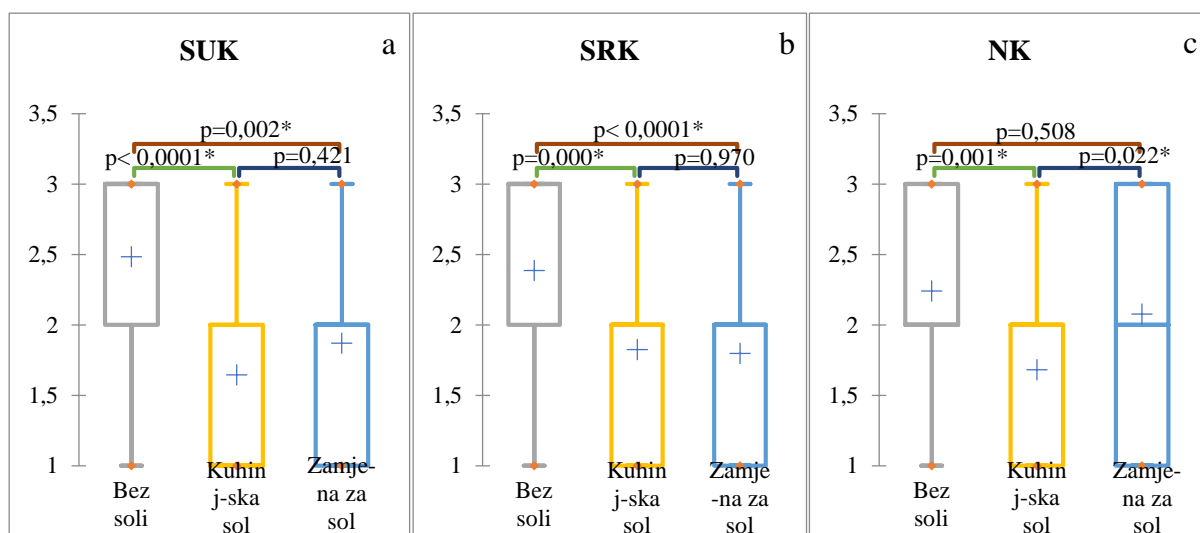 SUK
a
3,5
3
2,5
2
1,5
1
p=0,002*
p< 0,0001*
p=0,421
Bez
soli
Kuhin
j-ska
sol
Zamje-
na za
sol
SRK
b
3,5
3
2,5
2
1,5
1
p< 0,0001*
p=0,000*
p=0,970
Bez
soli
Kuhin
j-ska
sol
Zamje
-na za
sol
NK
c
3,5
3
2,5
2
1,5
1
p=0,508
p=0,001*
p=0,022*
Bez
soli
Kuhin
j-ska
sol
Zamje-
na za
sol